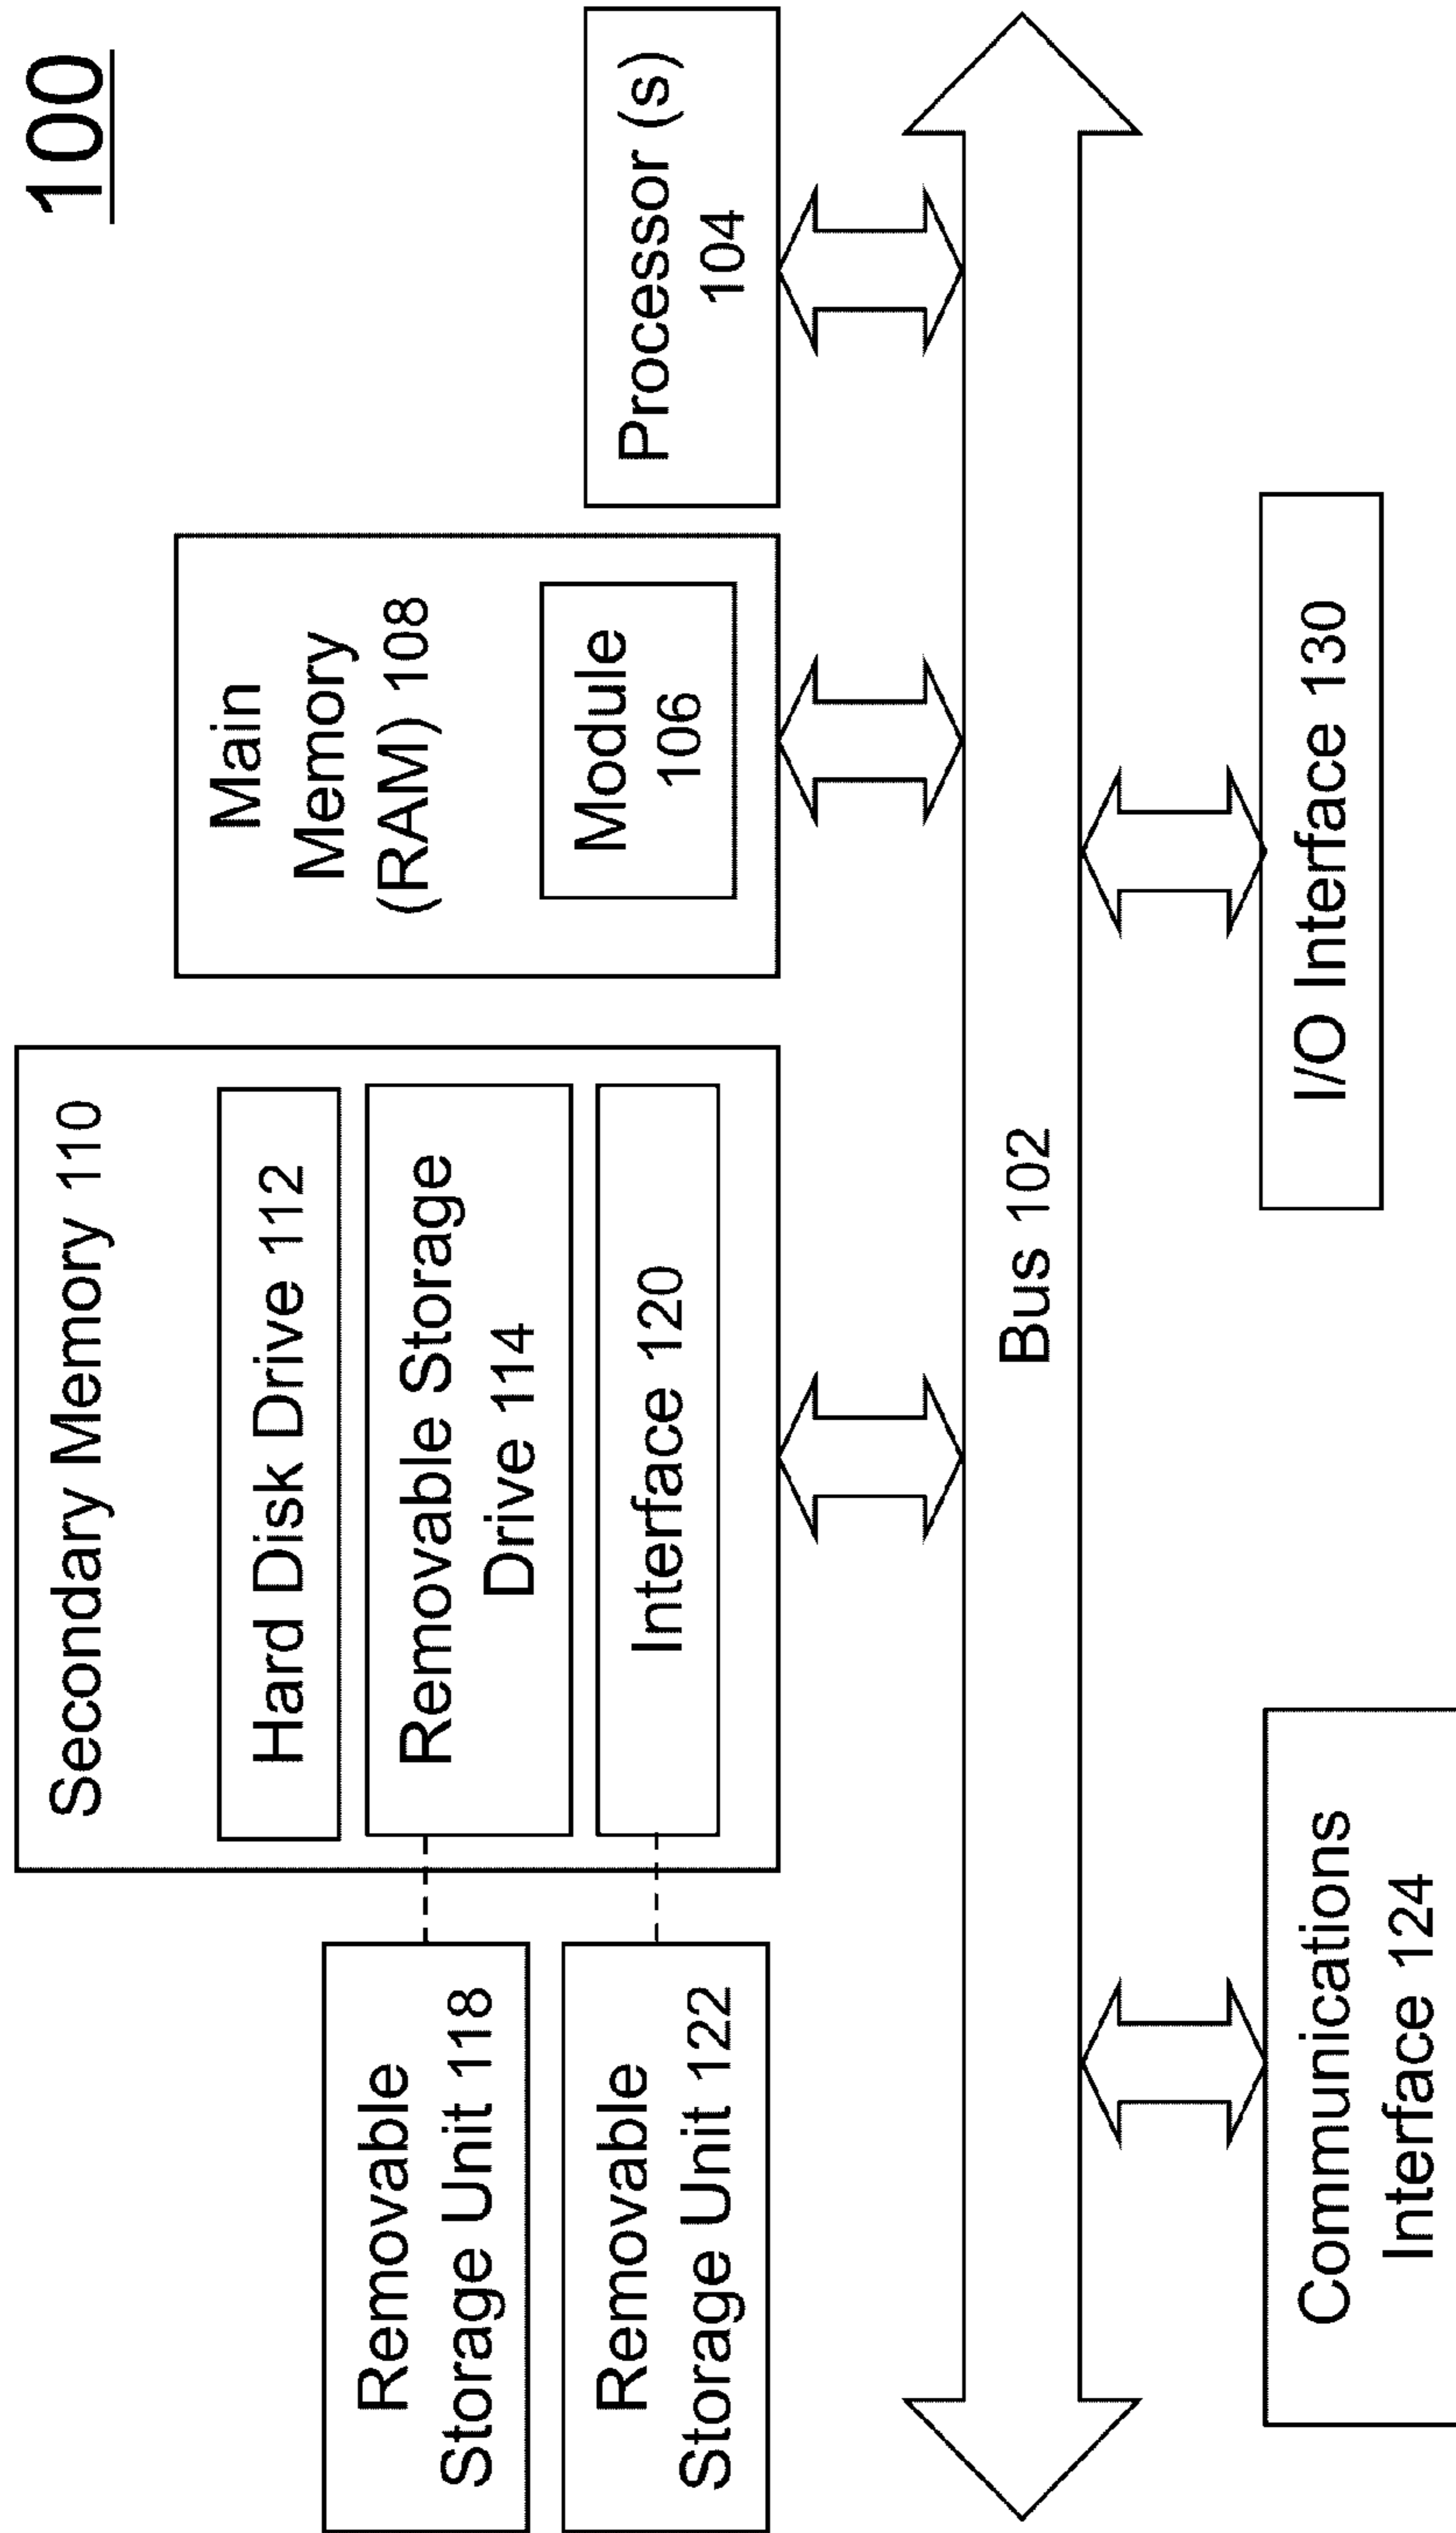 100
Secondary Memory 110
Hard Disk Drive 112
Removable Storage
Drive 114
Interface 120
Removable
Storage Unit 118
Removable
Storage Unit 122
Main
Memory
(RAM) 108
Module
106
Processor (s)
104
Bus 102
Communications
Interface 124
I/O Interface 130